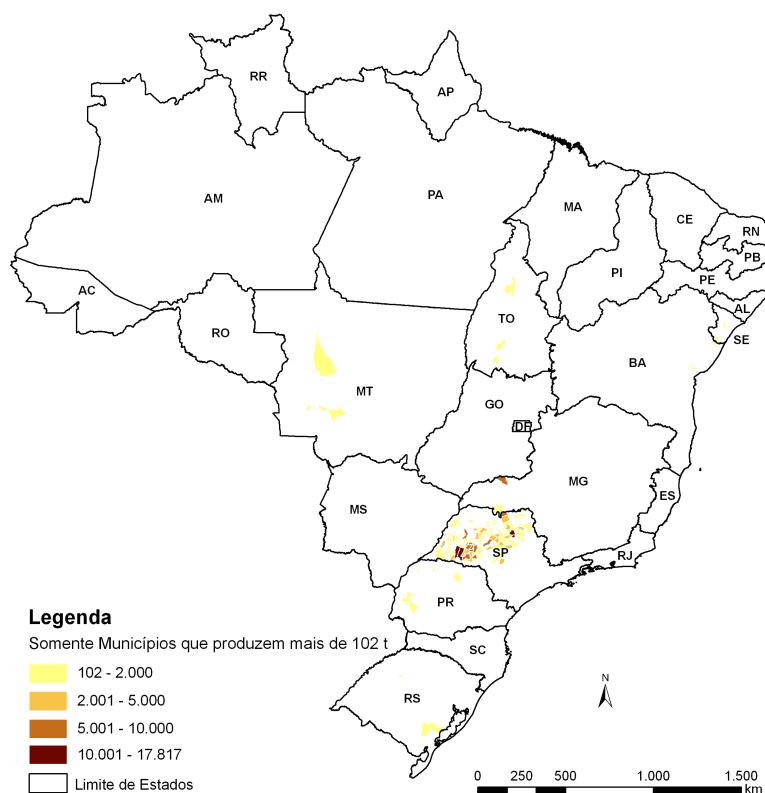 RR
AP
AM
PA
MA
CE
RN
PB
PI
PE
AC
AL
TO
RO
SE
BA
MT
GO
DF
MG
MS
ES
SP
RJ
PR
SC
RS
Legenda
Somente Municípios que produzem mais de 102 t
102 - 2.000
2.001 - 5.000
5.001 - 10.000
10.001 - 17.817
Limite de Estados
N
0 250 500 1.000 1.500
km